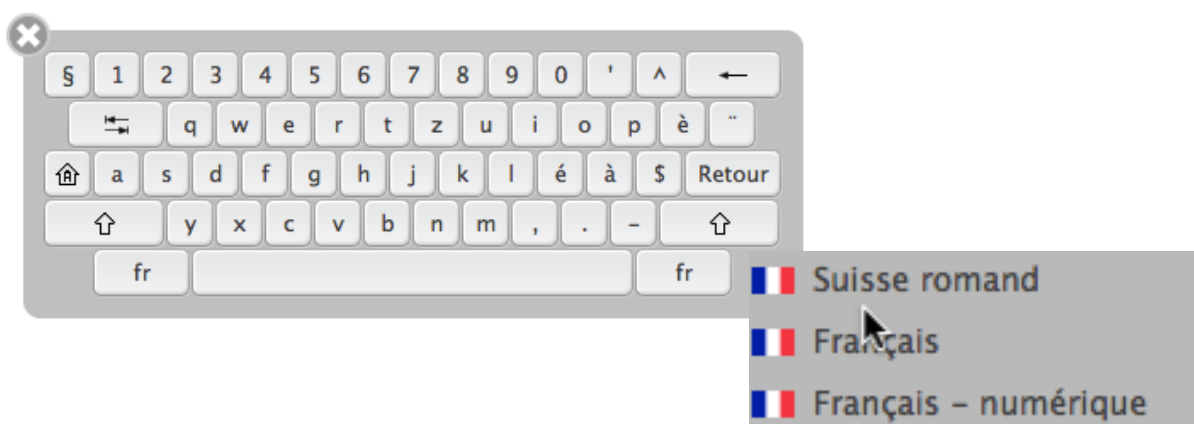 § 1 2 3 4 5 6 7 8 9 0 ' ^ ←
q w e r t z u i o p è ¨
a s d f g h j k l é à $ Retour
y x c v b n m , . -
fr fr
Suisse romand
Français
Français – numérique